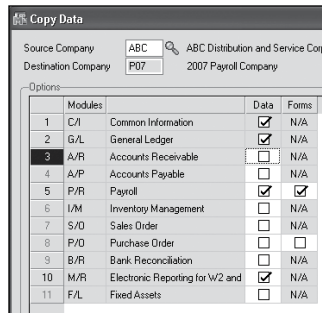 Copy Data
Source Company ABC ABC Distribution and Service Cor
Destination Company P07 2007 Payroll Company
Options
Modules Data Forms
1 C/I Common Information N/A
2 G/L General Ledger N/A
3 A/R Accounts Receivable N/A
4 A/P Accounts Payable N/A
5 P/R Payroll
6 I/M Inventory Management N/A
7 S/O Sales Order N/A
8 P/O Purchase Order
9 B/R Bank Reconciliation N/A
10 M/R Electronic Reporting for W2 and N/A
11 F/L Fixed Assets N/A